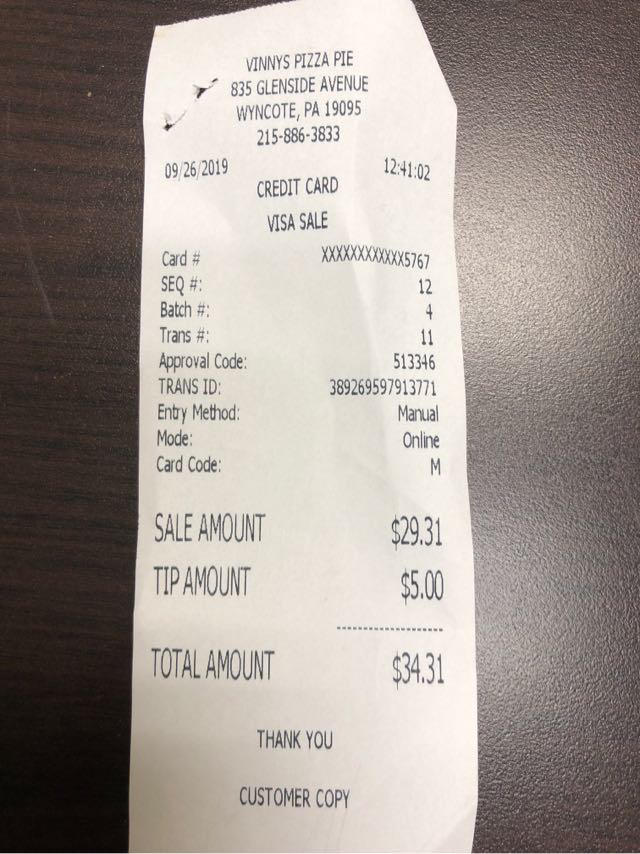 VINNYS PIZZA PIE
835 GLENSIDE AVENUE
WYNCOTE, PA 19095
215-886-3833
09/26/2019 12:41:02
CREDIT CARD
VISA SALE
Card # XXXXXXXXXXXX5767
SEQ #: 12
Batch #: 4
Trans #: 11
Approval Code: 513346
TRANS ID: 389269597913771
Entry Method: Manual
Mode: Online
Card Code: M
SALE AMOUNT $29.31
TIP AMOUNT $5.00
--------------------
TOTAL AMOUNT $34.31
THANK YOU
CUSTOMER COPY